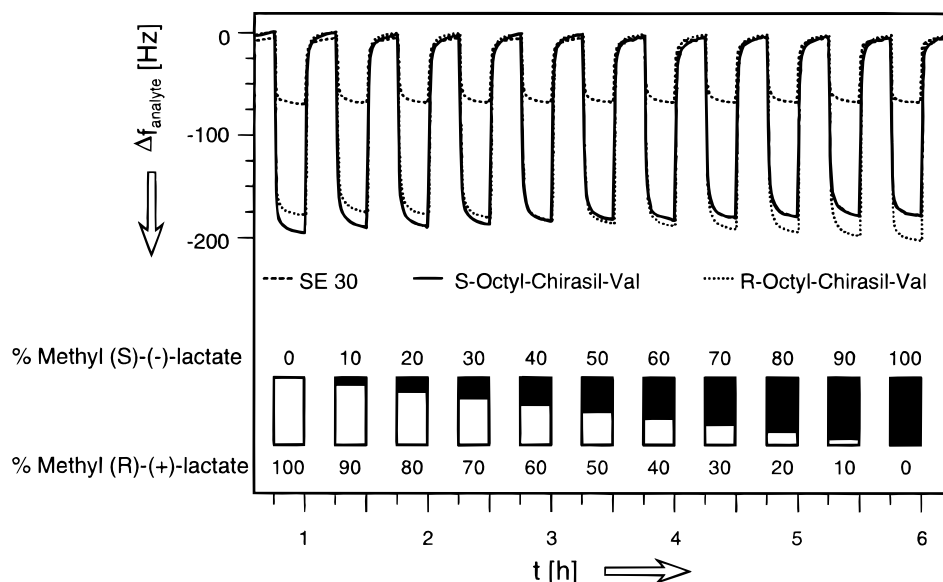 0
Δf analyte [Hz]
-100
-200
SE 30 S-Octyl-Chirasil-Val R-Octyl-Chirasil-Val
% Methyl (S)-(-)-lactate 0 10 20 30 40 50 60 70 80 90 100
% Methyl (R)-(+)-lactate 100 90 80 70 60 50 40 30 20 10 0
1 2 3 4 5 6
t [h]